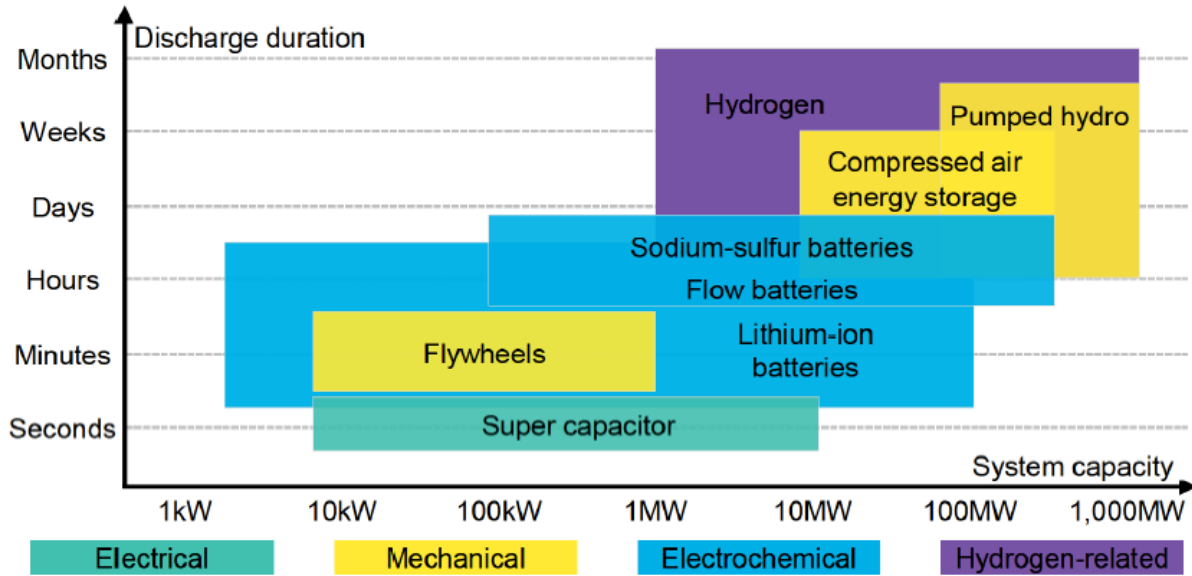 Discharge duration
Months
Hydrogen
Pumped hydro
Weeks
Compressed air
energy storage
Days
Sodium-sulfur batteries
Hours
Flow batteries
Lithium-ion
batteries
Minutes
Flywheels
Seconds
Super capacitor
System capacity
1kW 10kW 100kW 1MW 10MW 100MW 1,000MW
Electrical Mechanical Electrochemical Hydrogen-related